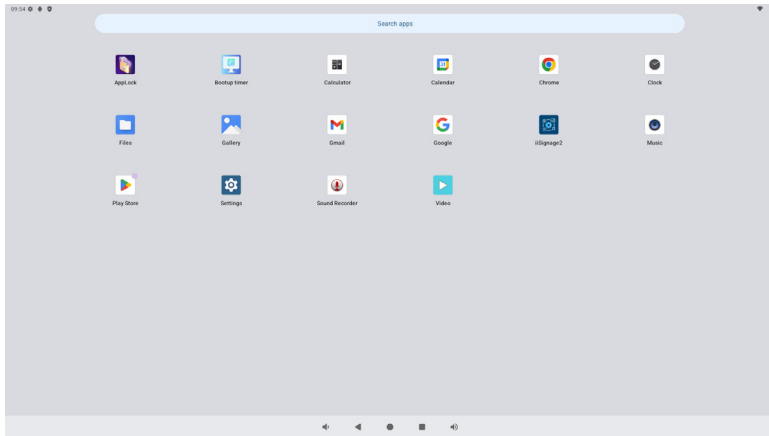 09:54
Search apps
AppLock Bootup timer Calculator Calendar Chrome Clock
31
Files Gallery Gmail Google iiSignage2 Music
Play Store Settings Sound Recorder Video